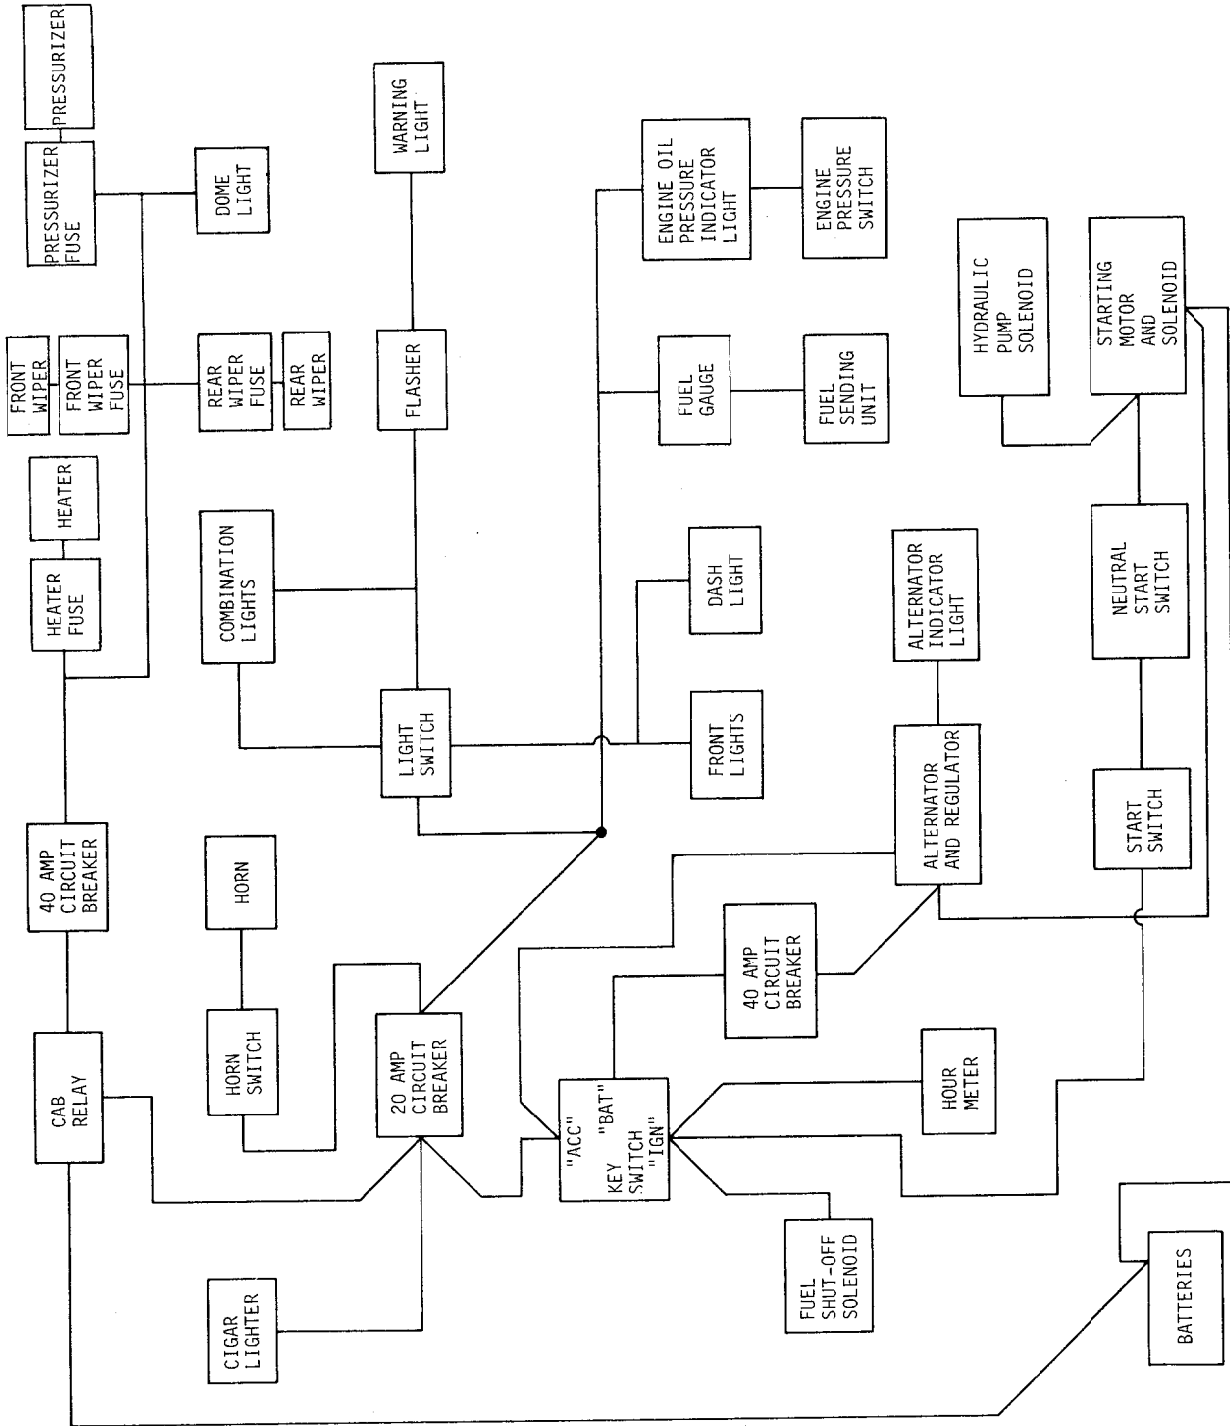 CIGAR
LIGHTER
CAB
RELAY
HORN
SWITCH
HORN
40 AMP
CIRCUIT
BREAKER
20 AMP
CIRCUIT
BREAKER
HEATER
FUSE
HEATER
FRONT
WIPER
FRONT
WIPER
FUSE
REAR
WIPER
FUSE
REAR
WIPER
PRESSURIZER
FUSE
PRESSURIZER
DOME
LIGHT
COMBINATION
LIGHTS
LIGHT
SWITCH
FLASHER
WARNING
LIGHT
"ACC"
"BAT"
KEY
SWITCH
"IGN"
FRONT
LIGHTS
DASH
LIGHT
FUEL
GAUGE
FUEL
SENDING
UNIT
ENGINE OIL
PRESSURE
INDICATOR
LIGHT
ENGINE
PRESSURE
SWITCH
FUEL
SHUT-OFF
SOLENOID
40 AMP
CIRCUIT
BREAKER
HOUR
METER
ALTERNATOR
AND REGULATOR
ALTERNATOR
INDICATOR
LIGHT
HYDRAULIC
PUMP
SOLENOID
BATTERIES
START
SWITCH
NEUTRAL
START
SWITCH
STARTING
MOTOR
AND
SOLENOID